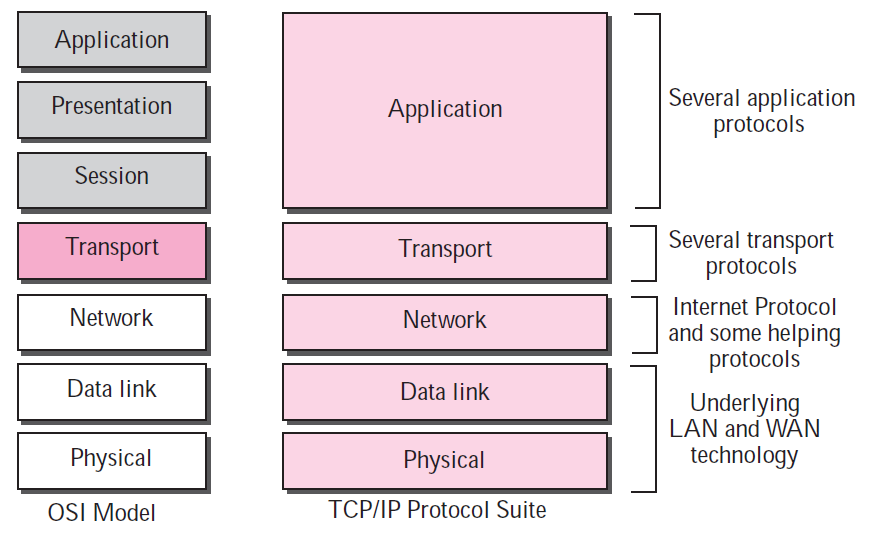 Application
Presentation
Session
Transport
Network
Data link
Physical
OSI Model
Application
Transport
Network
Data link
Physical
TCP/IP Protocol Suite
Several application
protocols
Several transport
protocols
Internet Protocol
and some helping
protocols
Underlying
LAN and WAN
technology